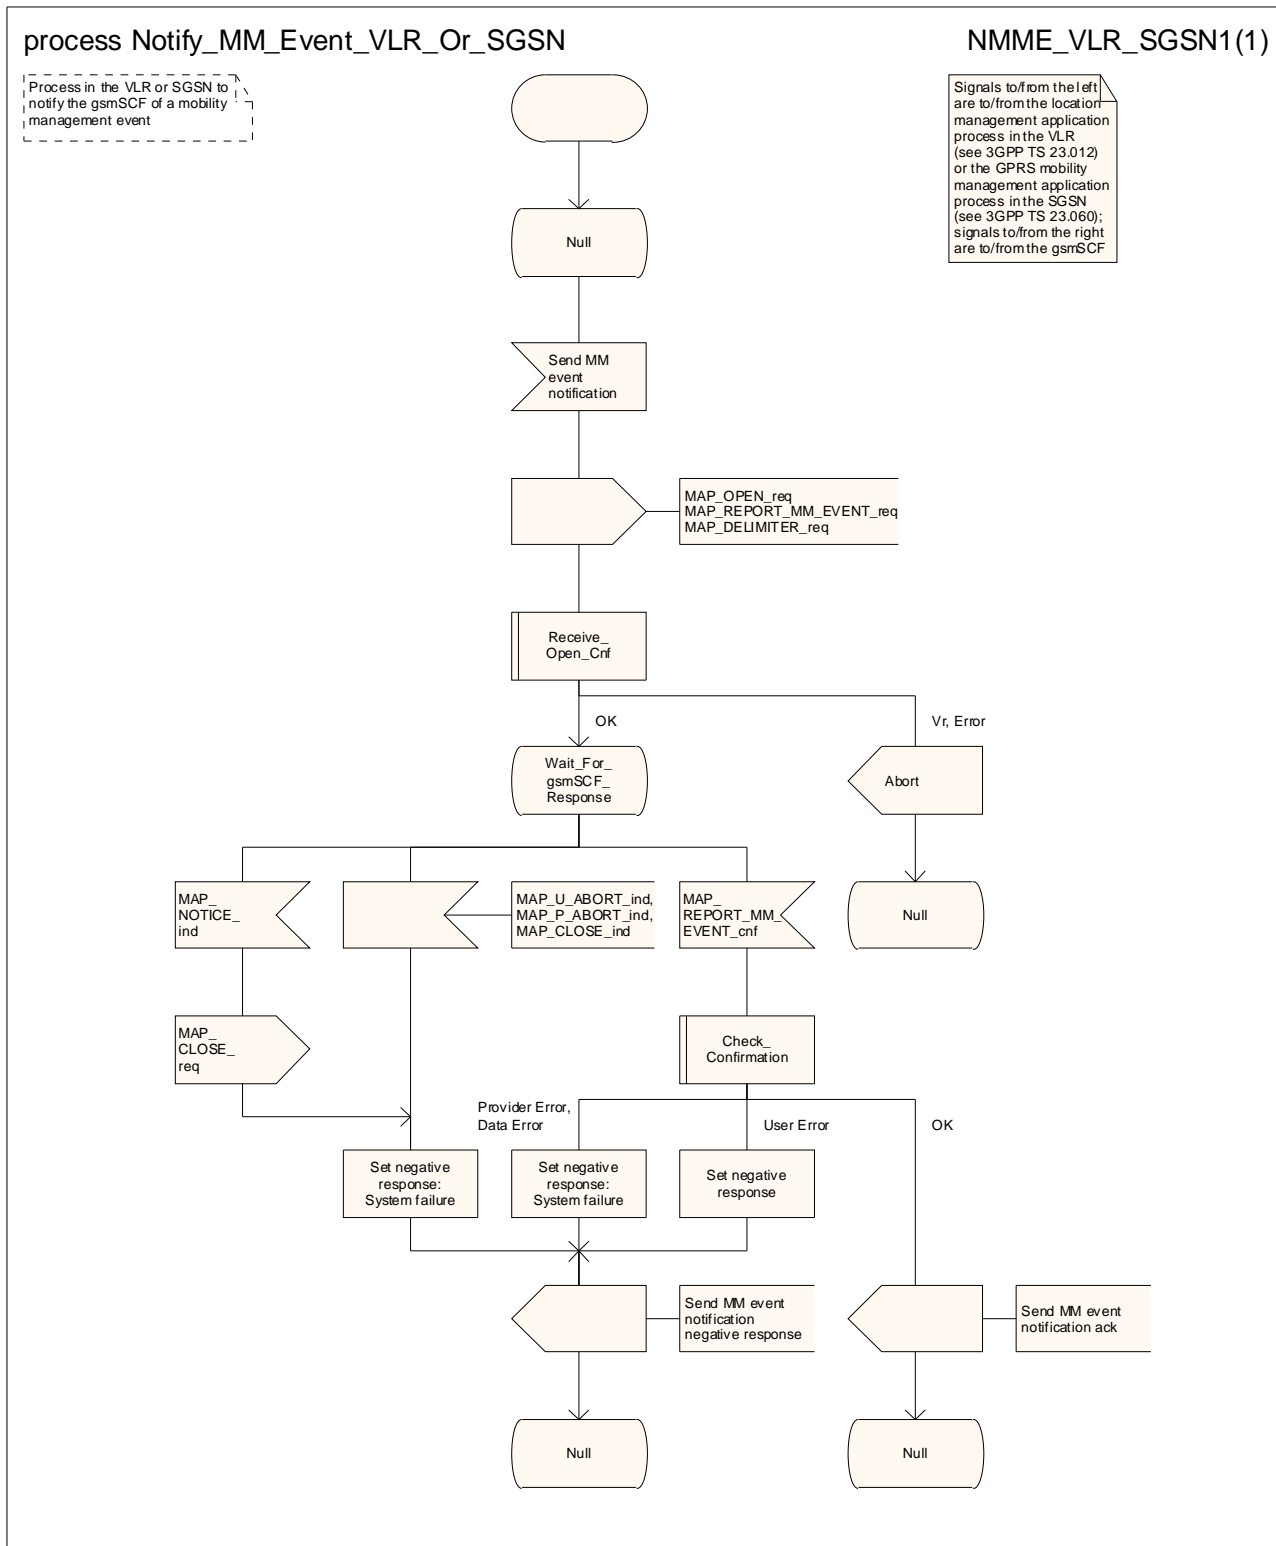 process Notify_MM_Event_VLR_Or_SGSN
NMME_VLR_SGSN1(1)
Process in the VLR or SGSN to
notify the gsmSCF of a mobility
management event
Signals to/from the left
are to/from the location
management application
process in the VLR
(see 3GPP TS 23.012)
or the GPRS mobility
management application
process in the SGSN
(see 3GPP TS 23.060);
signals to/from the right
are to/from the gsmSCF
Null
Send MM
event
notification
MAP_OPEN_req
MAP_REPORT_MM_EVENT_req
MAP_DELIMITER_req
Receive_
Open_Cnf
OK
Vr, Error
Wait_For_
gsmSCF_
Response
Abort
MAP_
NOTICE_
ind
MAP_U_ABORT_ind,
MAP_P_ABORT_ind,
MAP_CLOSE_ind
MAP_
REPORT_MM_
EVENT_cnf
Null
MAP_
CLOSE_
req
Check_
Confirmation
Provider Error,
Data Error
User Error
OK
Set negative
response:
System failure
Set negative
response:
System failure
Set negative
response
Send MM event
notification
negative response
Send MM event
notification ack
Null
Null